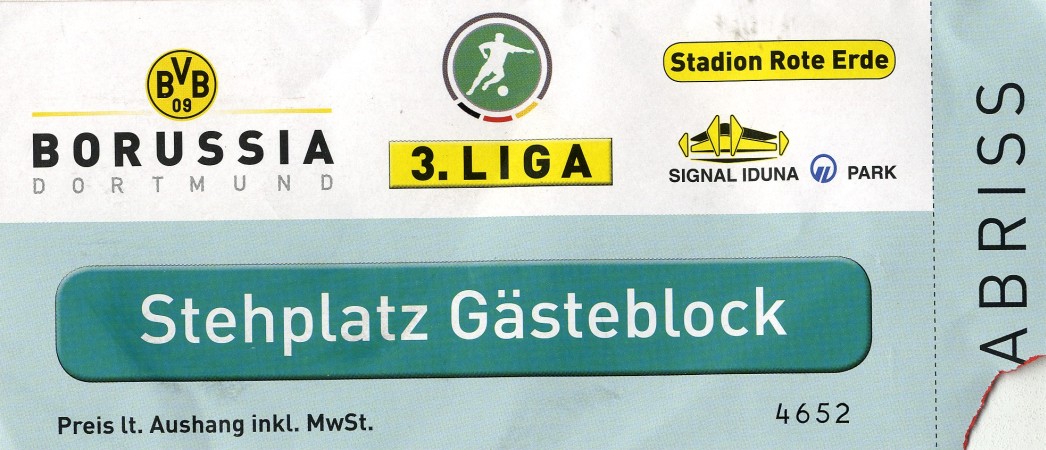 BVB
09
BORUSSIA
DORTMUND
3. LIGA
Stadion Rote Erde
SIGNAL IDUNA PARK
Stehplatz Gästeblock
Preis lt. Aushang inkl. MwSt.
4652
ABRISS